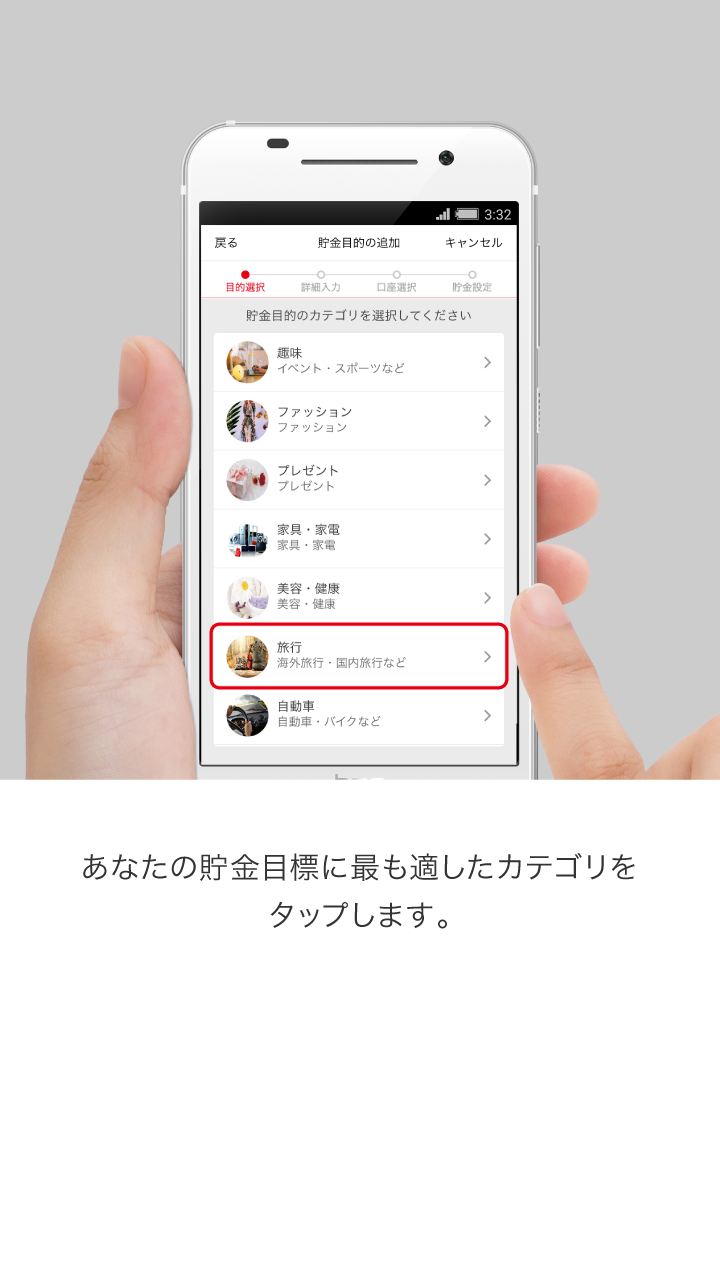 3:32
戻る 貯金目的の追加 キャンセル
目的選択 詳細入力 口座選択 貯金設定
貯金目的のカテゴリを選択してください
趣味
イベント・スポーツなど
ファッション
ファッション
プレゼント
プレゼント
家具・家電
家具・家電
美容・健康
美容・健康
旅行
海外旅行・国内旅行など
自動車
自動車・バイクなど
あなたの貯金目標に最も適したカテゴリを
タップします。